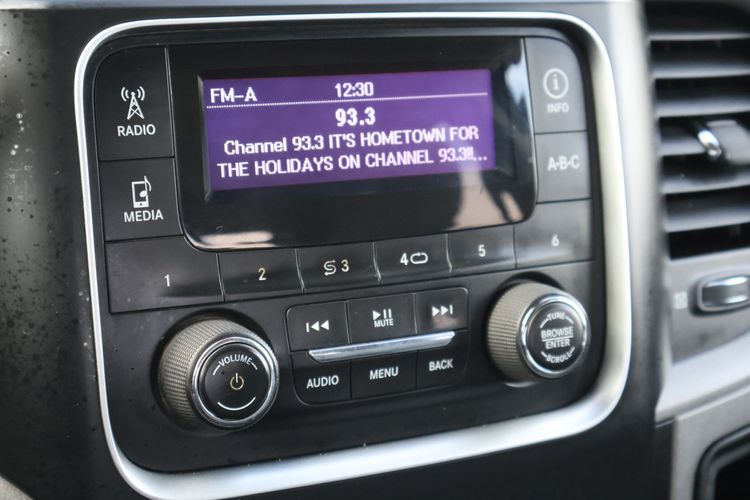 FM-A 12:30
93.3
Channel 93.3 IT'S HOMETOWN FOR
THE HOLIDAYS ON CHANNEL 93.3!!,..
RADIO
INFO
MEDIA
A-B-C
1 2 3 4 5 6
MUTE
VOLUME
AUDIO MENU BACK
TUNE
BROWSE
ENTER
SCROLL